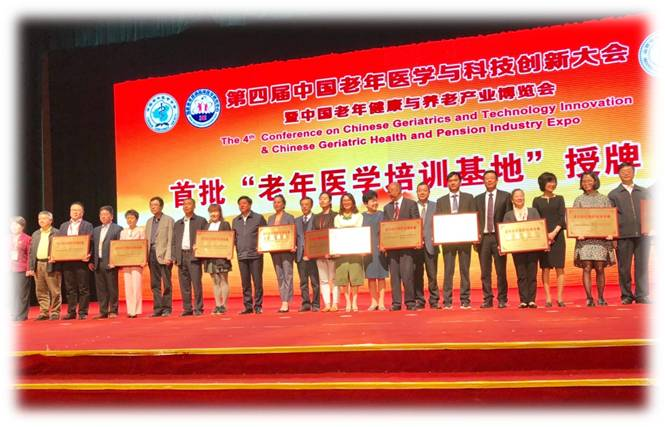 第四届中国老年医学与科技创新大会
暨中国老年健康与养老产业博览会
The 4th Conference on Chinese Geriatrics and Technology Innovation
& Chinese Geriatric Health and Pension Industry Expo
首批“老年医学培训基地”授牌